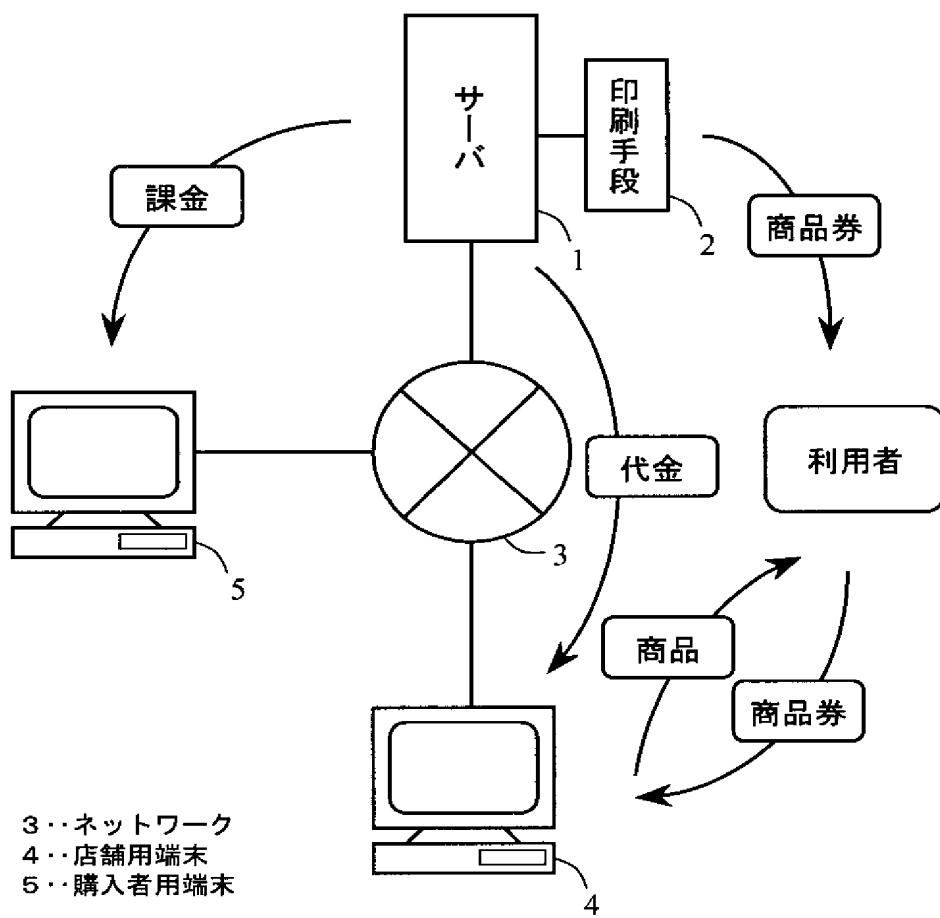 サーバ
印刷手段
1
2
課金
商品券
代金
利用者
3
5
商品
商品券
4
3‥ネットワーク
4‥店舗用端末
5‥購入者用端末